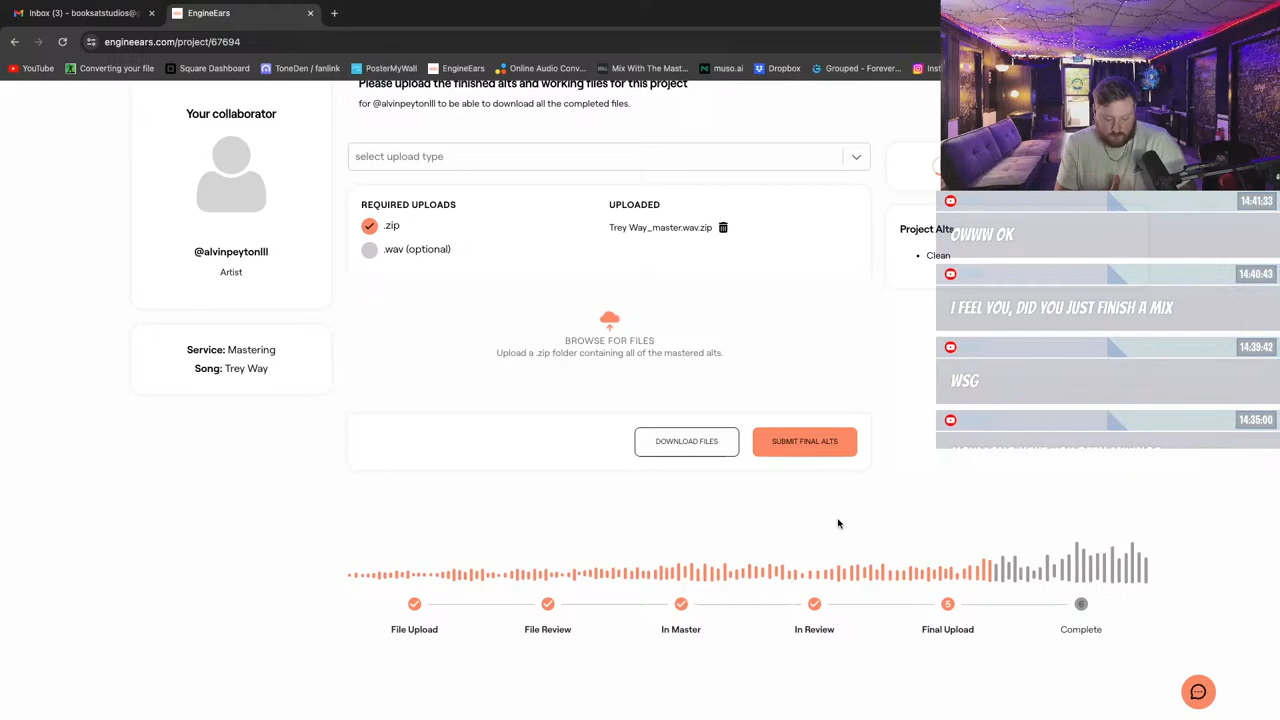 Inbox (3) - booksatstudios@g
EngineEars
engineears.com/project/67694
YouTube
Converting your file
Square Dashboard
ToneDen / fanlink
PosterMyWall
EngineEars
Online Audio Conv...
Mix With The Mast...
muso.ai
Dropbox
Grouped - Forever...
Inst
Please upload the finished alts and working files for this project
for @alvinpeytonlll to be able to download all the completed files.
Your collaborator
@alvinpeytonlll
Artist
Service: Mastering
Song: Trey Way
select upload type
REQUIRED UPLOADS
.zip
.wav (optional)
UPLOADED
Trey Way_master.wav.zip
BROWSE FOR FILES
Upload a .zip folder containing all of the mastered alts.
DOWNLOAD FILES
SUBMIT FINAL ALTS
Project Alts
Clean
14:41:33
OWWW OK
14:40:43
I FEEL YOU, DID YOU JUST FINISH A MIX
14:39:42
WSG
14:35:00
File Upload
File Review
In Master
In Review
5
Final Upload
6
Complete